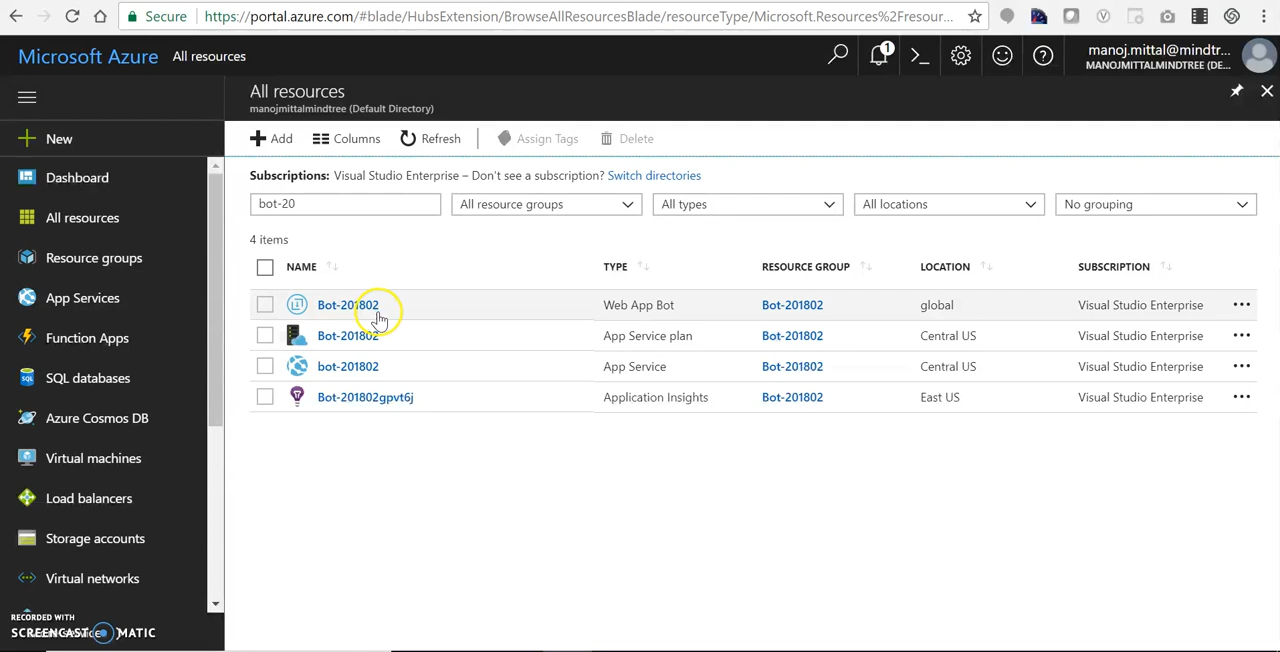 Secure https://portal.azure.com/#blade/HubsExtension/BrowseAllResourcesBlade/resourceType/Microsoft.Resources%2Fresour...
Microsoft Azure All resources
1
manoj.mittal@mindtr...
MANOJMITTALMINDTREE (DE...
All resources
manojmittalmindtree (Default Directory)
New
Add Columns Refresh Assign Tags Delete
Dashboard
Subscriptions: Visual Studio Enterprise – Don't see a subscription? Switch directories
bot-20 All resource groups All types All locations No grouping
All resources
4 items
Resource groups
NAME TYPE RESOURCE GROUP LOCATION SUBSCRIPTION
App Services
Bot-201802 Web App Bot Bot-201802 global Visual Studio Enterprise
Function Apps
Bot-201802 App Service plan Bot-201802 Central US Visual Studio Enterprise
SQL databases
bot-201802 App Service Bot-201802 Central US Visual Studio Enterprise
Bot-201802gpvt6j Application Insights Bot-201802 East US Visual Studio Enterprise
Azure Cosmos DB
Virtual machines
Load balancers
Storage accounts
Virtual networks
RECORDED WITH
SCREENCAST MATIC